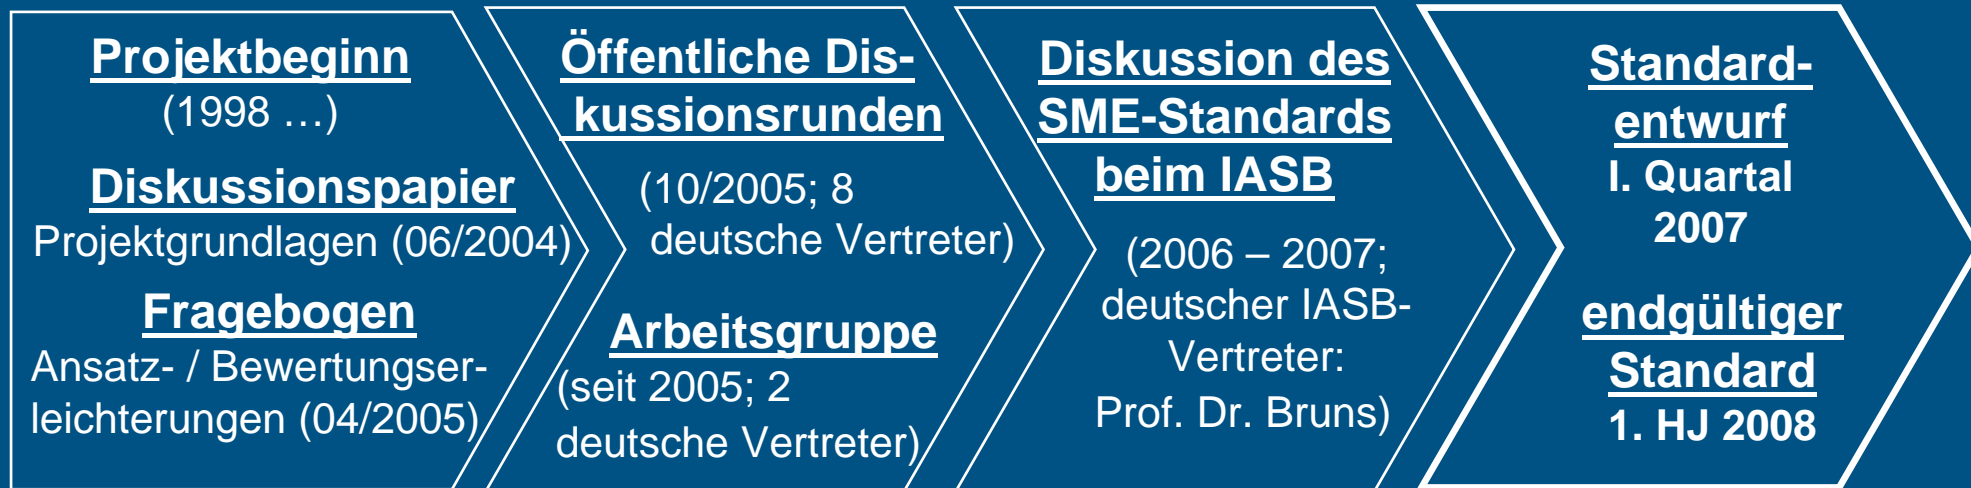 Projektbeginn
(1998 …)
Diskussionspapier
Projektgrundlagen (06/2004)
Fragebogen
Ansatz- / Bewertungser-
leichterungen (04/2005)
Öffentliche Dis-
kussionsrunden
(10/2005; 8
deutsche Vertreter)
Arbeitsgruppe
(seit 2005; 2
deutsche Vertreter)
Diskussion des
SME-Standards
beim IASB
(2006 – 2007;
deutscher IASB-
Vertreter:
Prof. Dr. Bruns)
Standard-
entwurf
I. Quartal
2007
endgültiger
Standard
1. HJ 2008